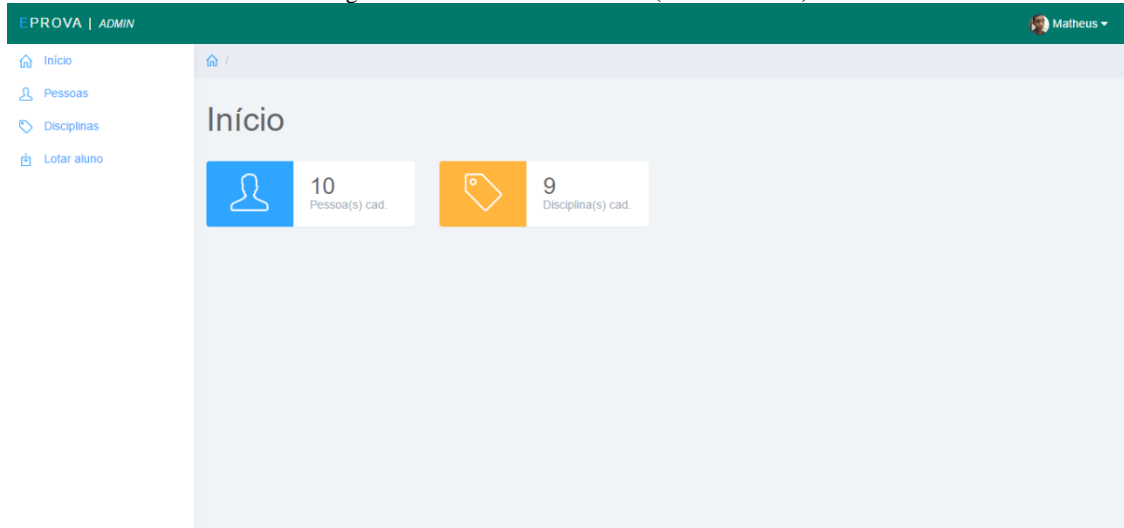 EPROVA | ADMIN
Matheus
Início
/
Pessoas
Disciplinas
Lotar aluno
Início
10
Pessoa(s) cad.
9
Disciplina(s) cad.